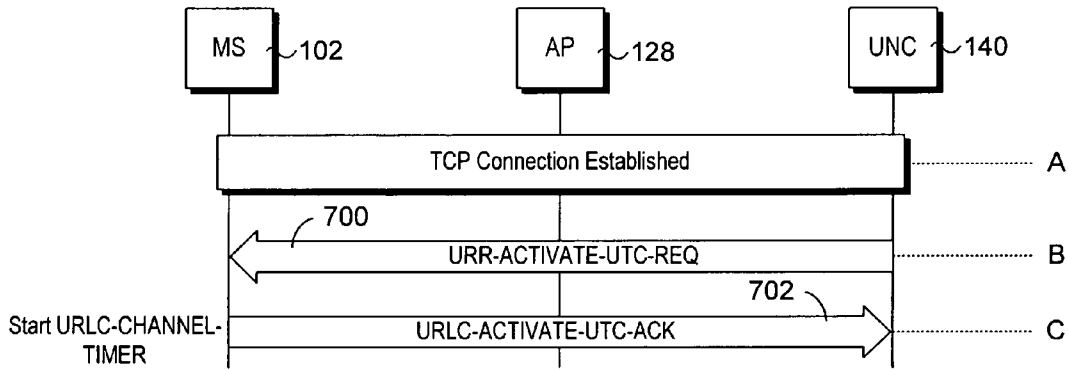 MS
102
AP
128
UNC
140
TCP Connection Established
A
700
URR-ACTIVATE-UTC-REQ
B
702
Start URLC-CHANNEL-
TIMER
URLC-ACTIVATE-UTC-ACK
C